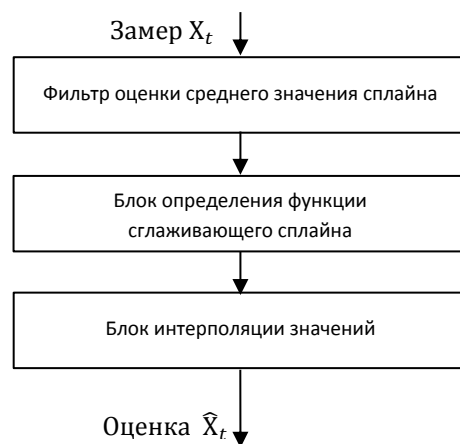 Замер X_t
Фильтр оценки среднего значения сплайна
Блок определения функции
сглаживающего сплайна
Блок интерполяции значений
Оценка X̂_t